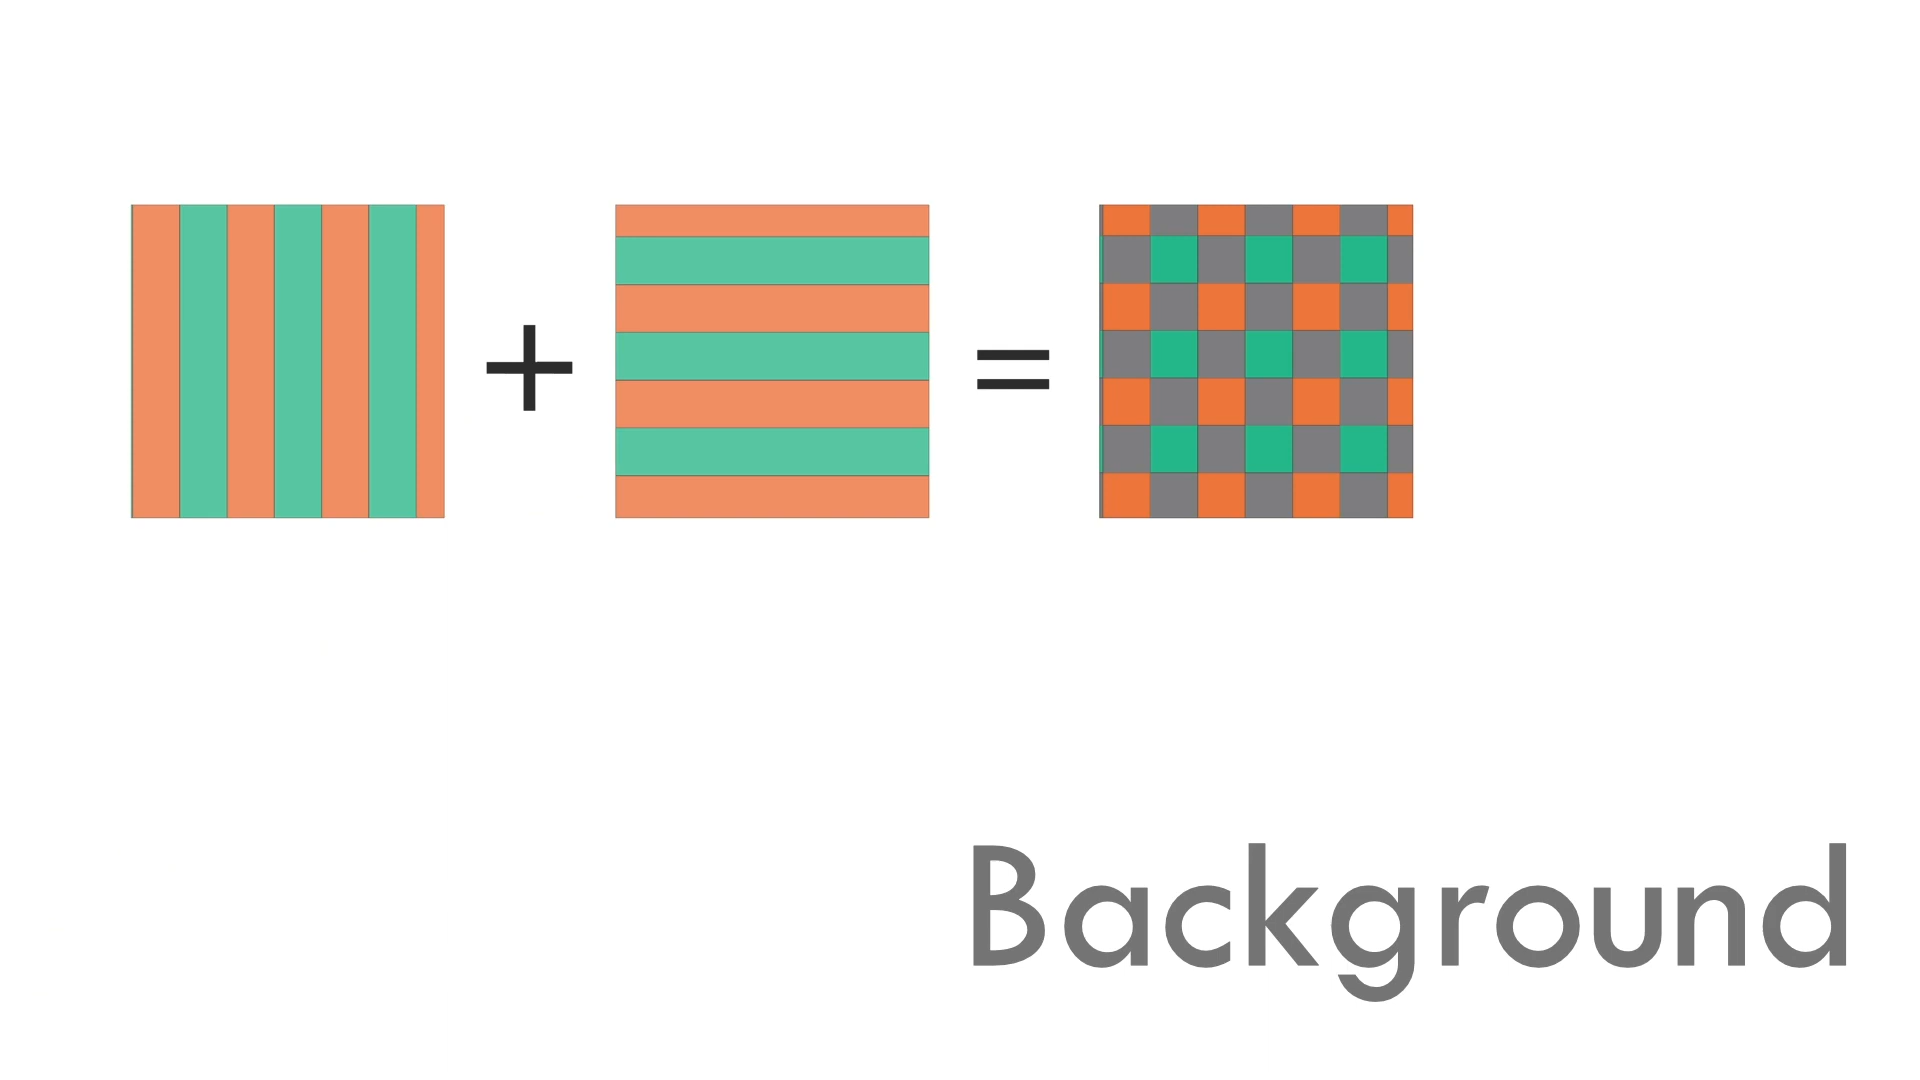 + =
Background